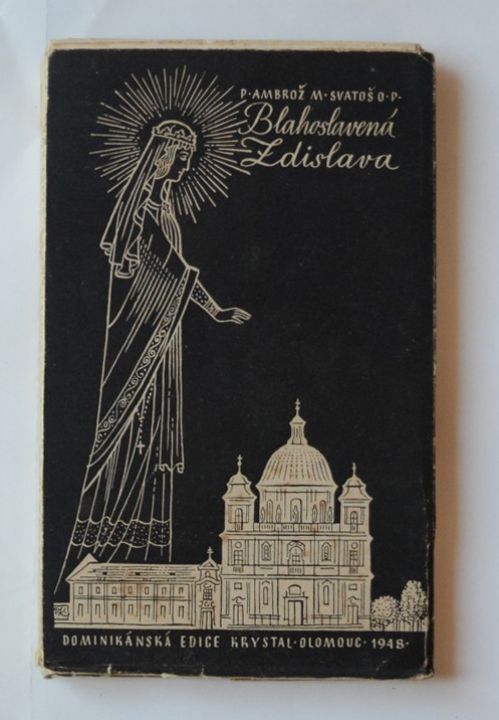 P·AMBROŽ M·SVATOŠ O·P·
Blahoslavená
Zdislava
DOMINIKÁNSKÁ EDICE KRYSTAL·OLOMOUC·1948·